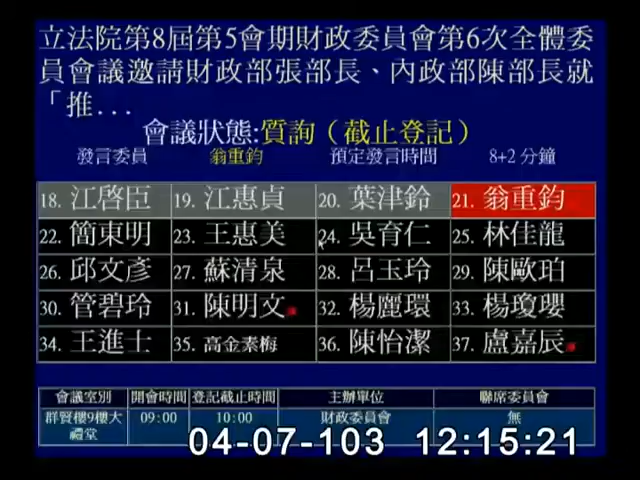 立法院第8屆第5會期財政委員會第6次全體委
員會議邀請財政部張部長、內政部陳部長就
「推...
會議狀態:質詢（截止登記）
發言委員 翁重鈞 預定發言時間 8+2 分鐘
18. 江啓臣 19. 江惠貞 20. 葉津鈴 21. 翁重鈞
22. 簡東明 23. 王惠美 24. 吳育仁 25. 林佳龍
26. 邱文彥 27. 蘇清泉 28. 呂玉玲 29. 陳歐珀
30. 管碧玲 31. 陳明文 32. 楊麗環 33. 楊瓊瓔
34. 王進士 35. 高金素梅 36. 陳怡潔 37. 盧嘉辰
會議室別 開會時間 登記截止時間 主辦單位 聯席委員會
群賢樓9樓大 09:00 10:00 財政委員會 無
禮堂
04-07-103 12:15:21